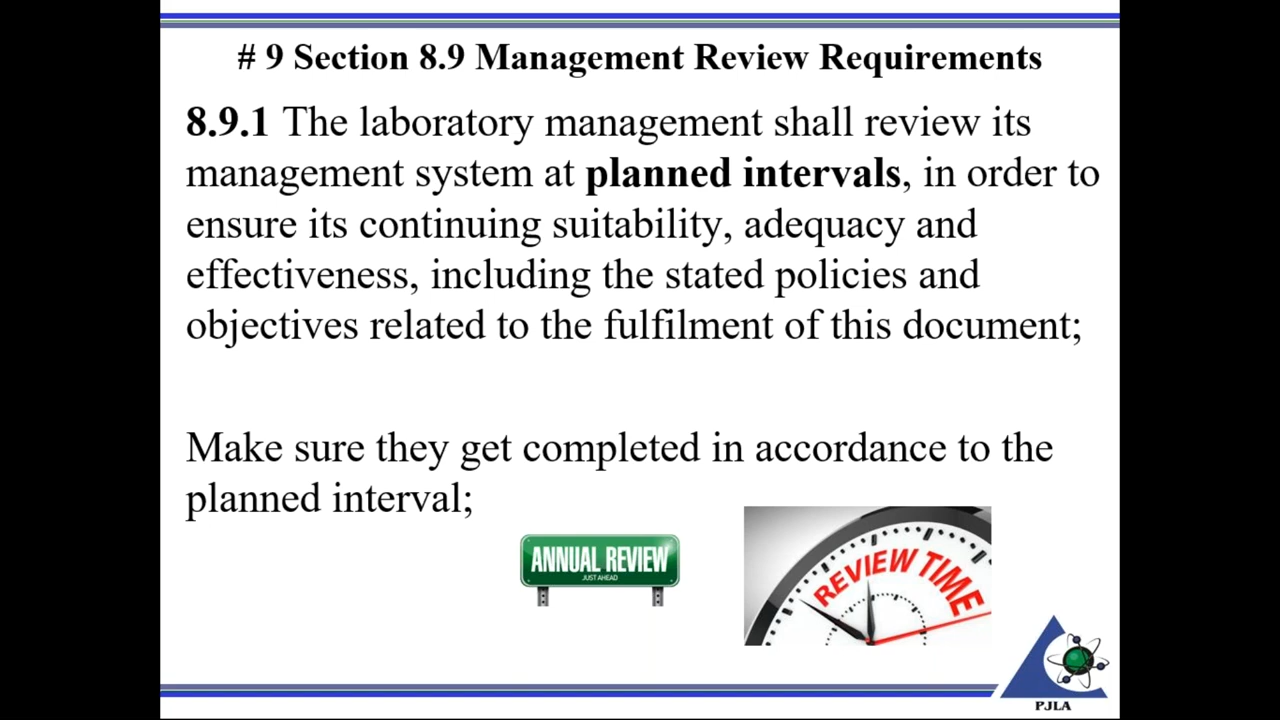 # 9 Section 8.9 Management Review Requirements
8.9.1 The laboratory management shall review its
management system at planned intervals, in order to
ensure its continuing suitability, adequacy and
effectiveness, including the stated policies and
objectives related to the fulfilment of this document;
Make sure they get completed in accordance to the
planned interval;
ANNUAL REVIEW
JUST AHEAD
REVIEW TIME
PJLA